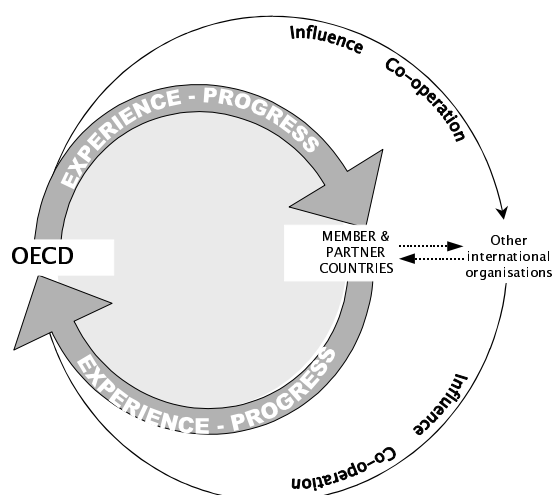 Influence
Co-operation
EXPERIENCE - PROGRESS
OECD
MEMBER &
PARTNER
COUNTRIES
Other
international
organisations
EXPERIENCE - PROGRESS
Influence
Co-operation